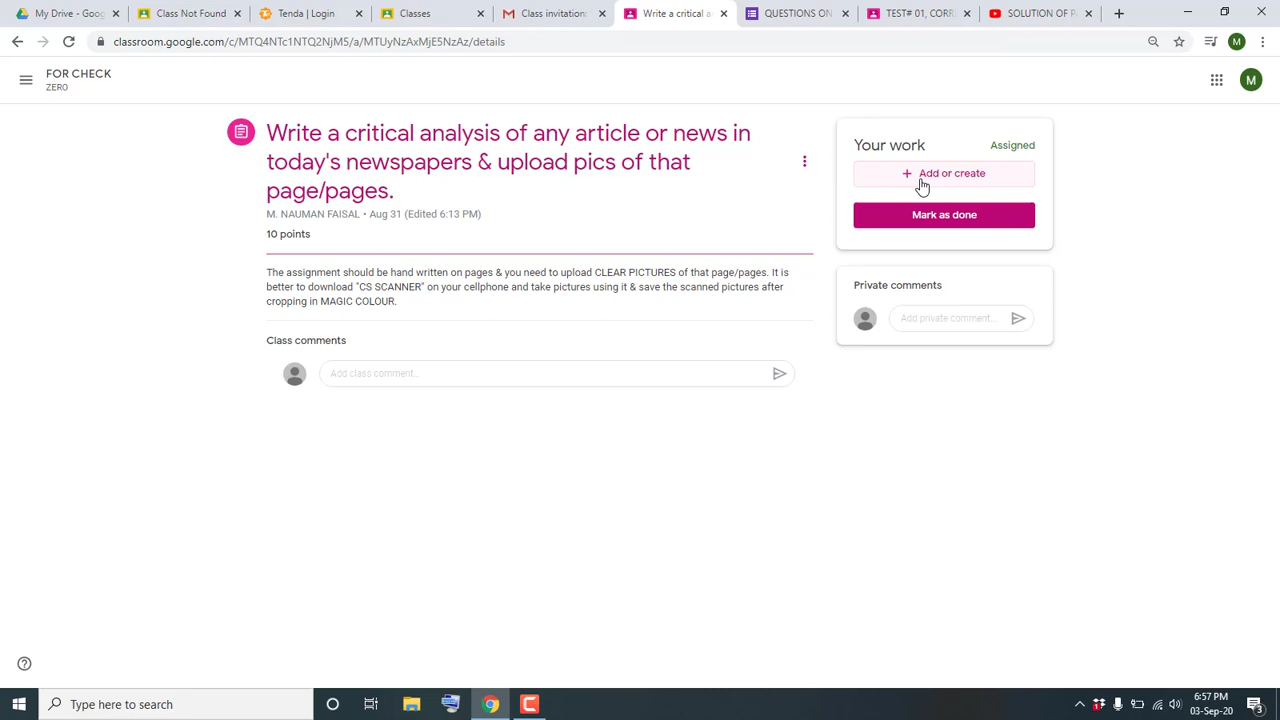 My Drive - Goog
Class Not Found
Tenda | Login
Classes
Class invitation:
Write a critical a
QUESTIONS ON
TEST# 01, CORR
SOLUTION OF P
classroom.google.com/c/MTQ4NTc1NTQ2NjM5/a/MTUyNzAxMjE5NzAz/details
M
FOR CHECK
ZERO
M
Write a critical analysis of any article or news in
today's newspapers & upload pics of that
page/pages.
M. NAUMAN FAISAL • Aug 31 (Edited 6:13 PM)
10 points
The assignment should be hand written on pages & you need to upload CLEAR PICTURES of that page/pages. It is
better to download "CS SCANNER" on your cellphone and take pictures using it & save the scanned pictures after
cropping in MAGIC COLOUR.
Class comments
Add class comment...
Your work
Assigned
+ Add or create
Mark as done
Private comments
Add private comment...
Type here to search
6:57 PM
03-Sep-20
3